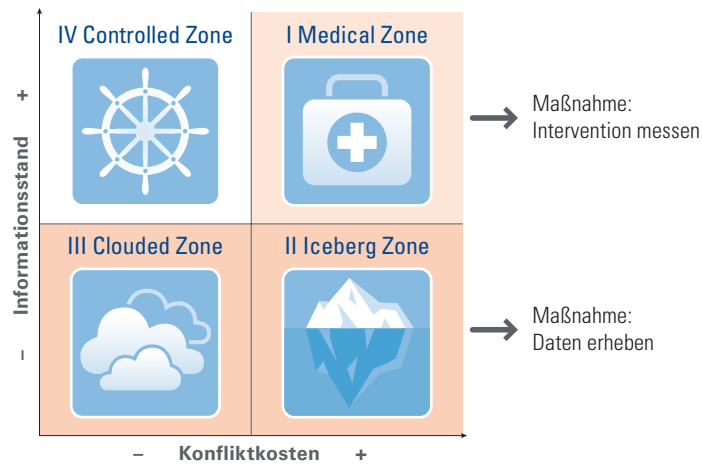 IV Controlled Zone
I Medical Zone
Maßnahme:
Intervention messen
III Clouded Zone
II Iceberg Zone
Maßnahme:
Daten erheben
– Informationsstand +
– Konfliktkosten +